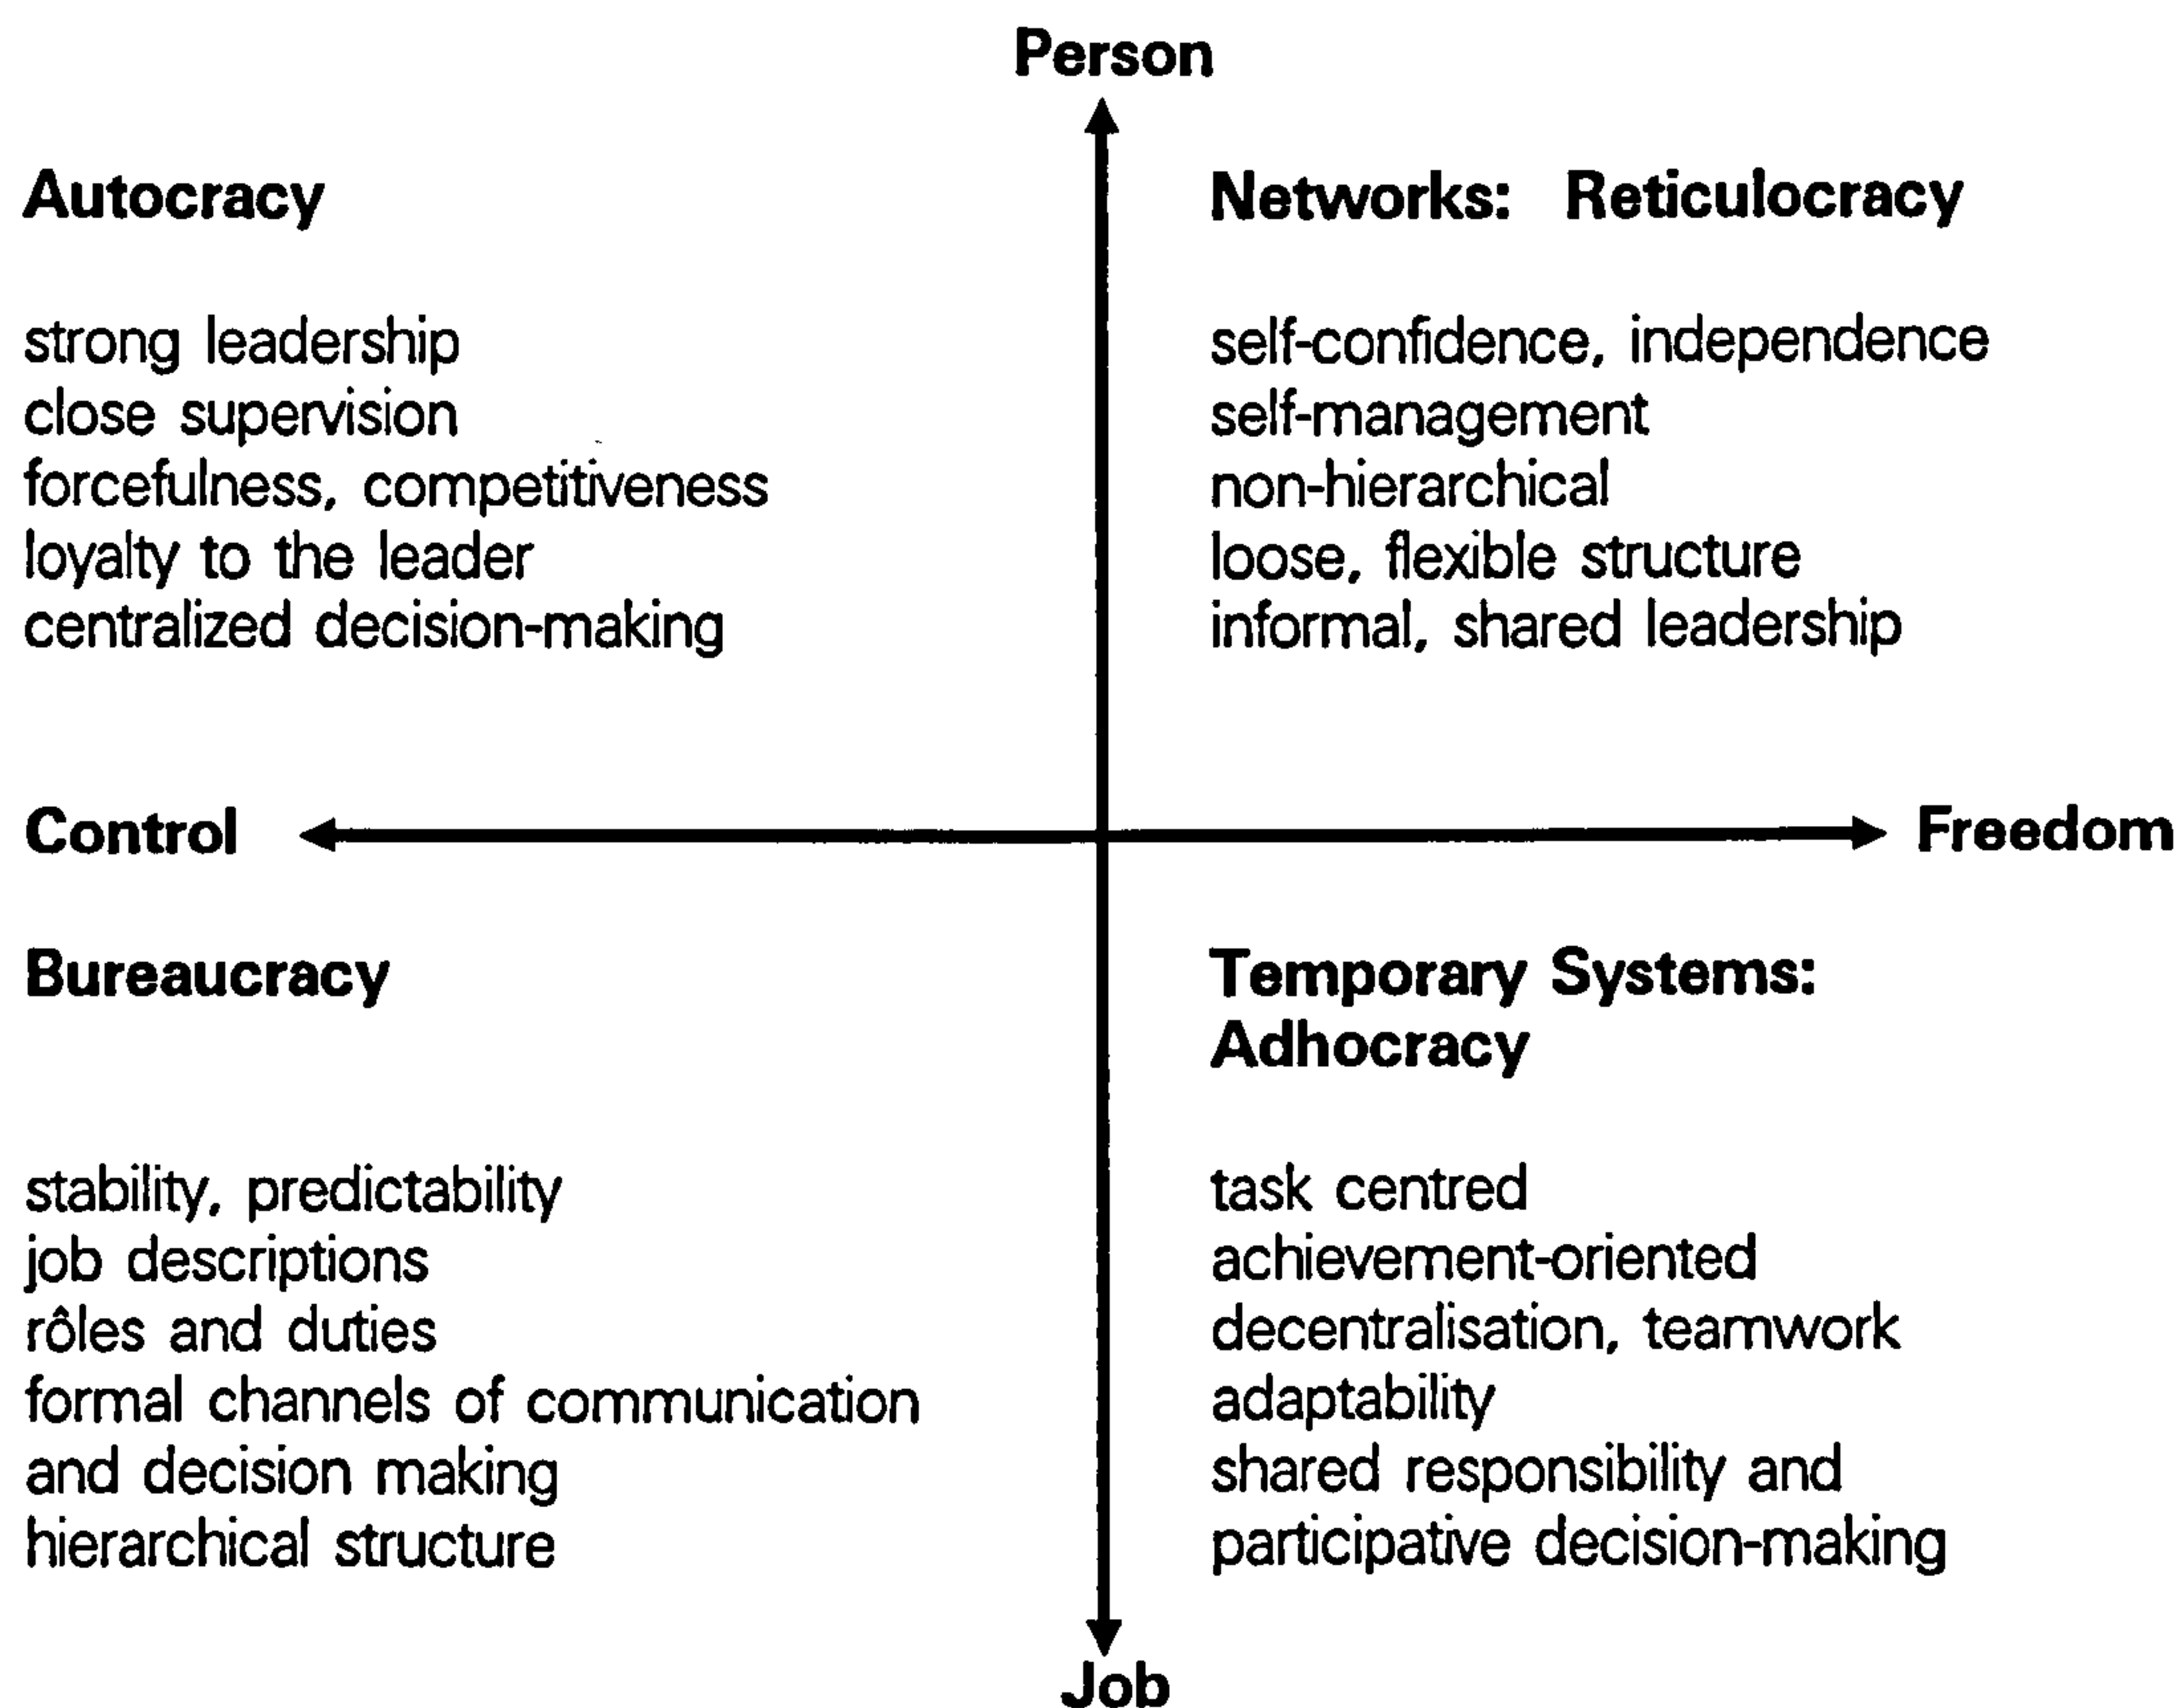 Person
Autocracy
strong leadership
close supervision
forcefulness, competitiveness
loyalty to the leader
centralized decision-making
Networks: Reticulocracy
self-confidence, independence
self-management
non-hierarchical
loose, flexible structure
informal, shared leadership
Control
Freedom
Bureaucracy
stability, predictability
job descriptions
rôles and duties
formal channels of communication
and decision making
hierarchical structure
Temporary Systems:
Adhocracy
task centred
achievement-oriented
decentralisation, teamwork
adaptability
shared responsibility and
participative decision-making
Job